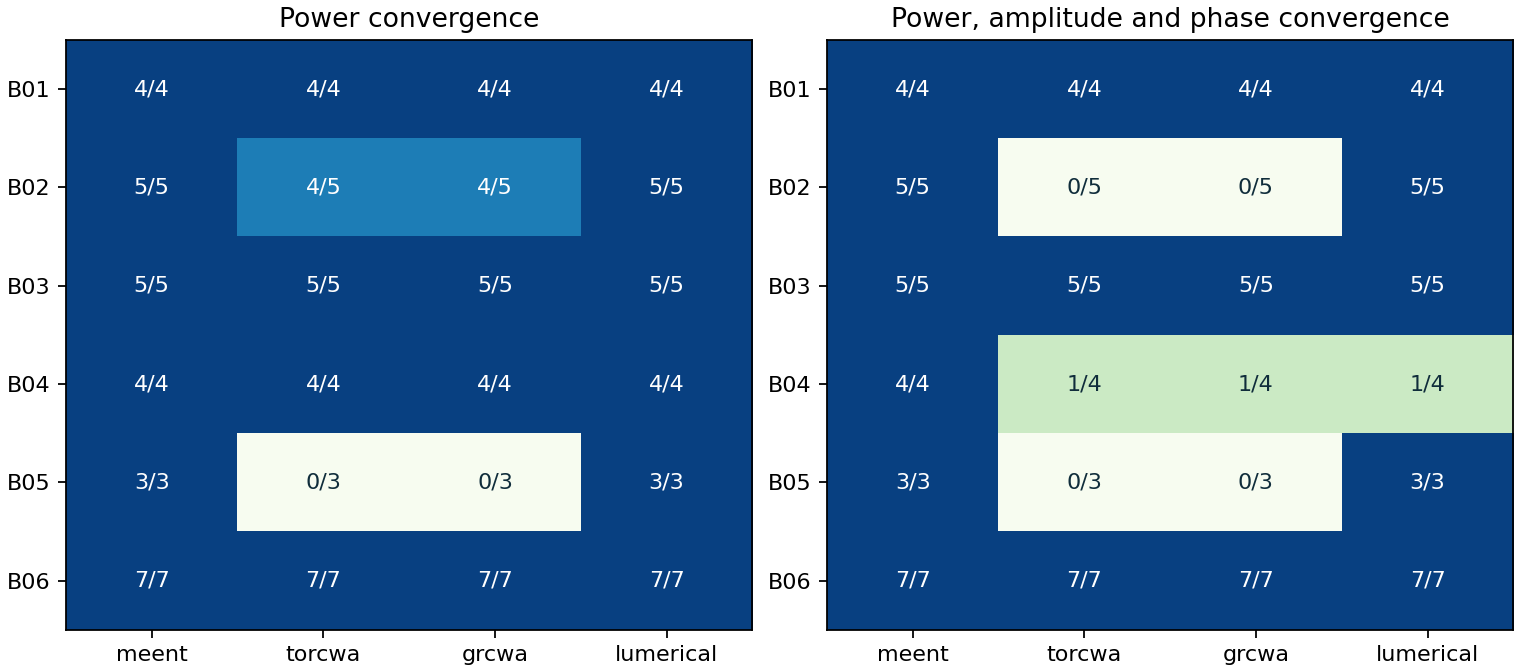 Power convergence
B01 4/4 4/4 4/4 4/4
B02 5/5 4/5 4/5 5/5
B03 5/5 5/5 5/5 5/5
B04 4/4 4/4 4/4 4/4
B05 3/3 0/3 0/3 3/3
B06 7/7 7/7 7/7 7/7
meent torcwa grcwa lumerical
Power, amplitude and phase convergence
B01 4/4 4/4 4/4 4/4
B02 5/5 0/5 0/5 5/5
B03 5/5 5/5 5/5 5/5
B04 4/4 1/4 1/4 1/4
B05 3/3 0/3 0/3 3/3
B06 7/7 7/7 7/7 7/7
meent torcwa grcwa lumerical